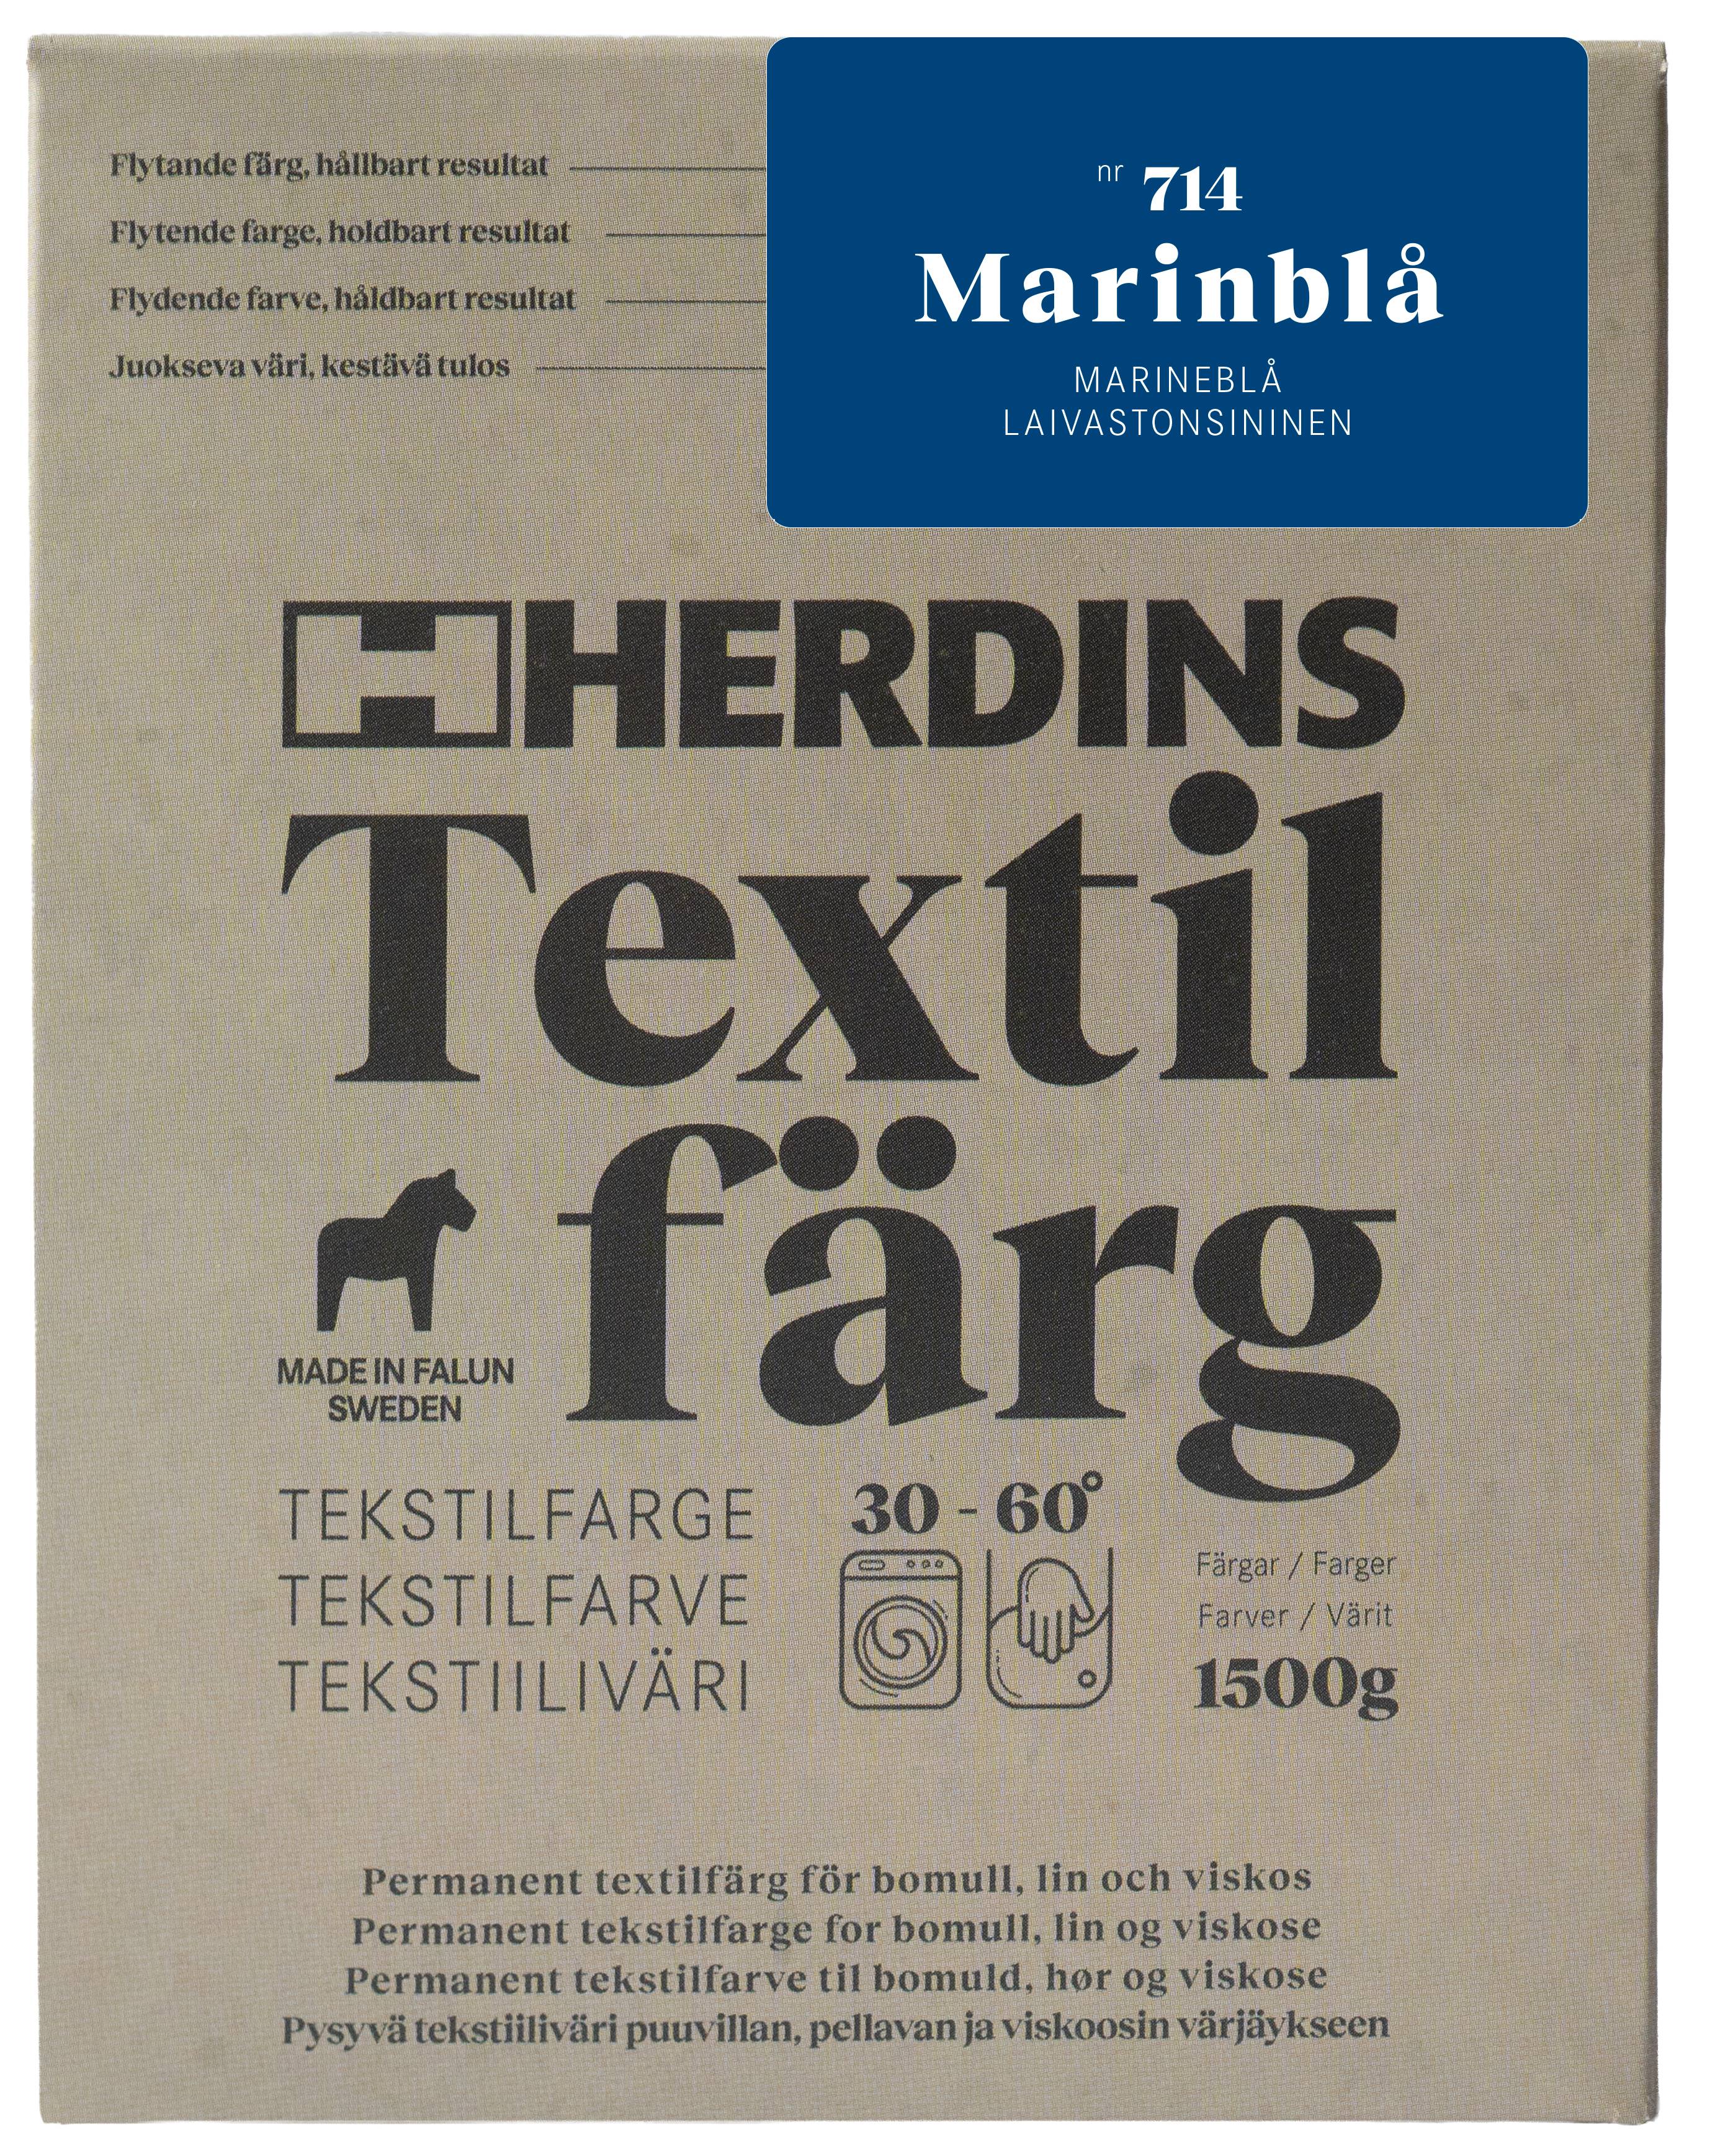 Flytande färg, hållbart resultat
Flytende farge, holdbart resultat
Flydende farve, håldbart resultat
Juokseva väri, kestävä tulos
nr 714
Marinblå
MARINEBLÅ
LAIVASTONSININEN
H HERDINS
Textil
färg
MADE IN FALUN
SWEDEN
TEKSTILFARGE
TEKSTILFARVE
TEKSTIILIVÄRI
30 - 60°
Färgar / Farger
Farver / Värit
1500g
Permanent textilfärg för bomull, lin och viskos
Permanent tekstilfarge for bomull, lin og viskose
Permanent tekstilfarve til bomuld, hør og viskose
Pysyvä tekstiiliväri puuvillan, pellavan ja viskoosin värjäykseen